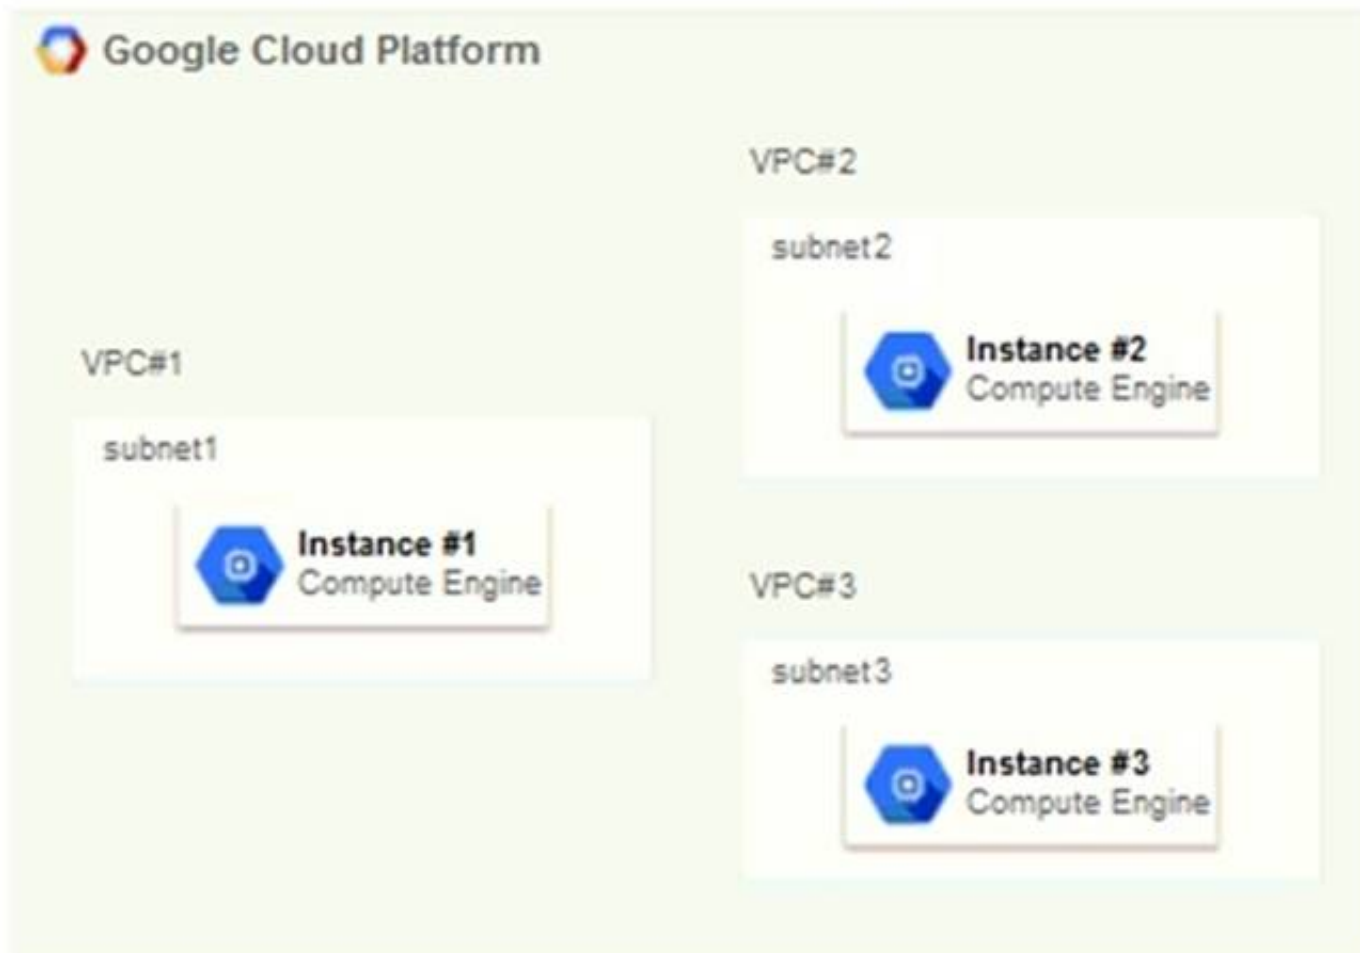 Google Cloud Platform
VPC#2
subnet2
Instance #2
Compute Engine
VPC#1
subnet1
Instance #1
Compute Engine
VPC#3
subnet3
Instance #3
Compute Engine